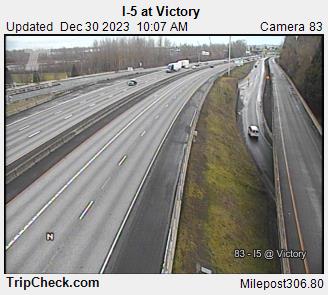 I-5 at Victory
Updated Dec 30 2023 10:07 AM Camera 83
N
83 - I5 @ Victory
TripCheck.com Milepost306.80